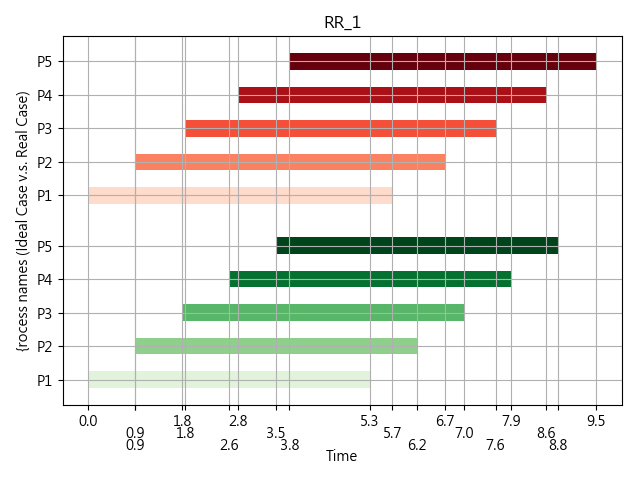 RR_1
{rocess names (Ideal Case v.s. Real Case)
P5
P4
P3
P2
P1
P5
P4
P3
P2
P1
0.0 1.8 2.8 5.3 6.7 7.9 9.5
0.9 1.8 3.5 5.7 7.0 8.6
0.9 2.6 3.8 6.2 7.6 8.8
Time